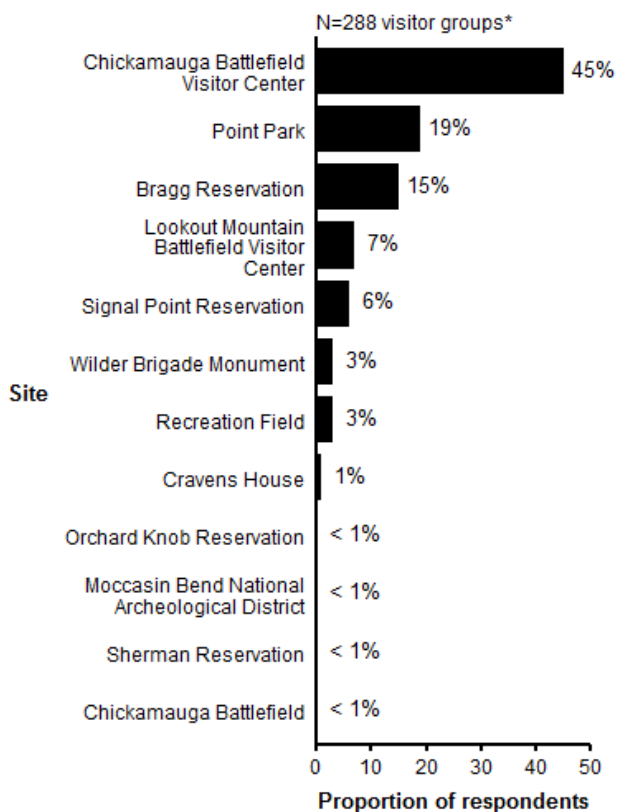 N=288 visitor groups*
Chickamauga Battlefield
Visitor Center
45%
Point Park
19%
Bragg Reservation
15%
Lookout Mountain
Battlefield Visitor
Center
7%
Signal Point Reservation
6%
Wilder Brigade Monument
3%
Site
Recreation Field
3%
Cravens House
1%
Orchard Knob Reservation
< 1%
Moccasin Bend National
Archeological District
< 1%
Sherman Reservation
< 1%
Chickamauga Battlefield
< 1%
0 10 20 30 40 50
Proportion of respondents